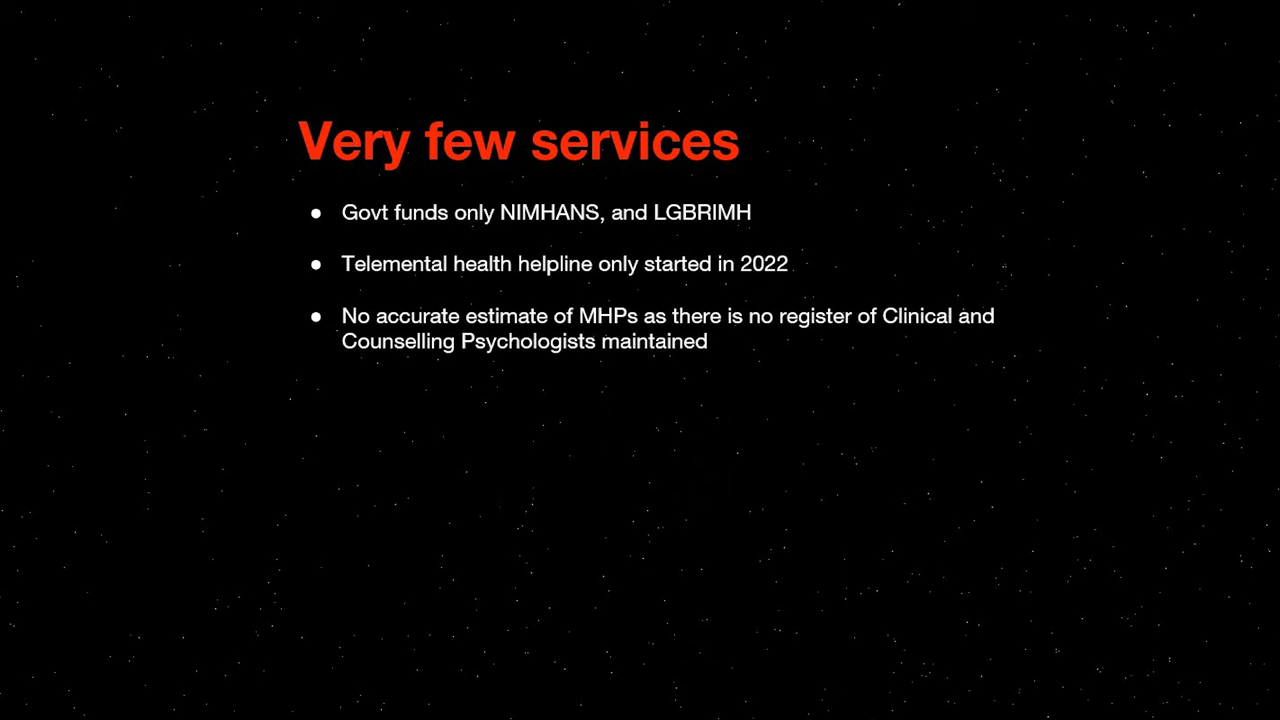 Very few services
● Govt funds only NIMHANS, and LGBRIMH
● Telemental health helpline only started in 2022
● No accurate estimate of MHPs as there is no register of Clinical and
Counselling Psychologists maintained